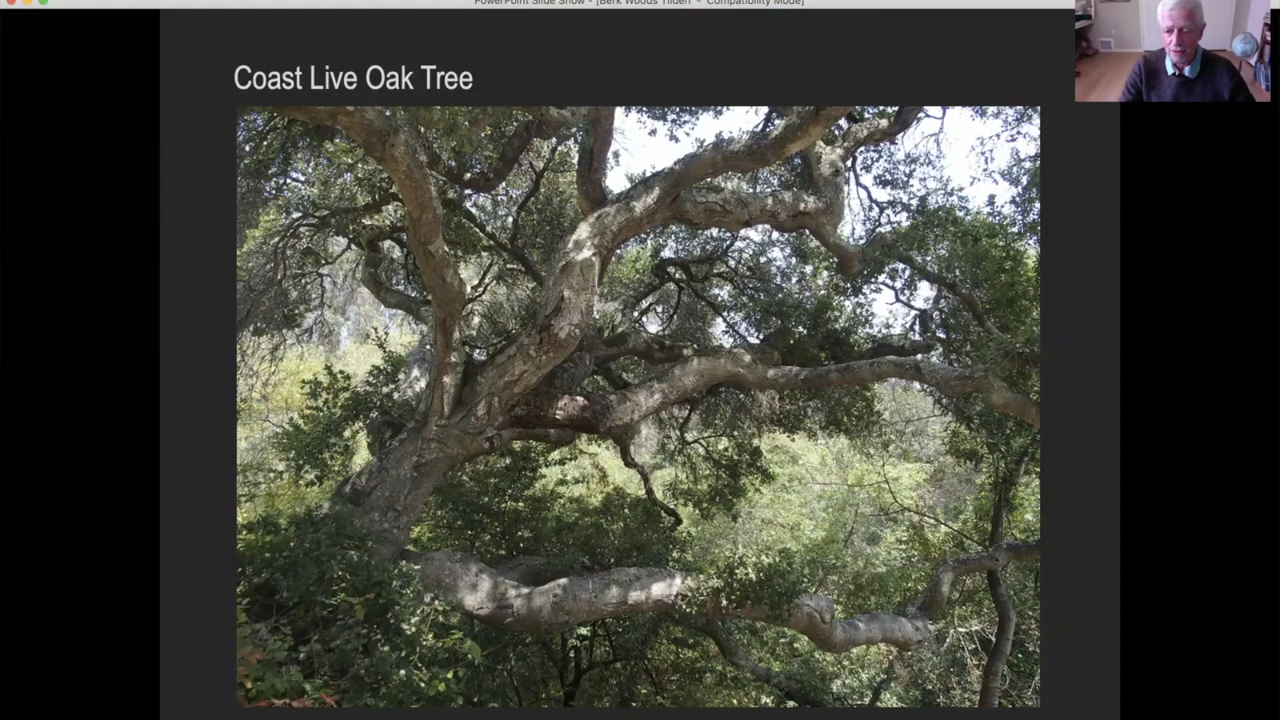 PowerPoint Slide Show - [Berk Woods Tilden - Compatibility Mode]
Coast Live Oak Tree